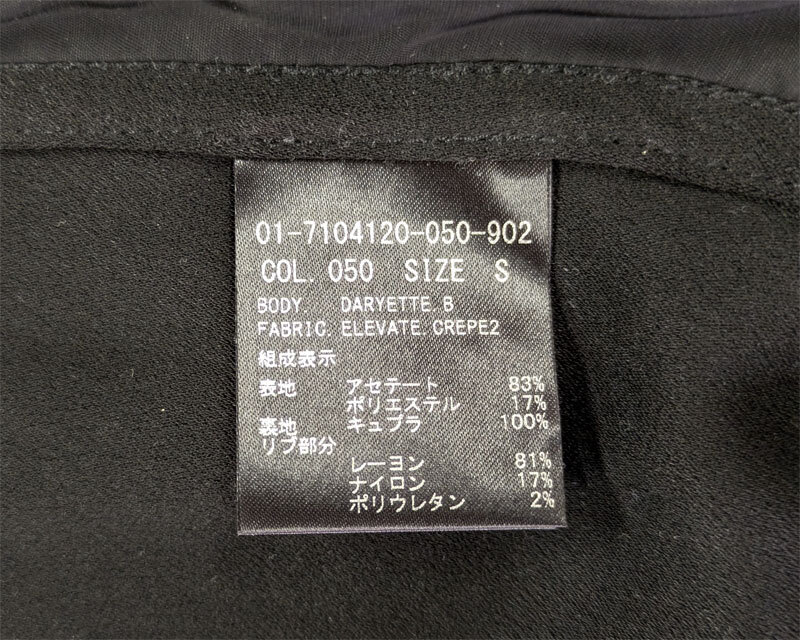 01-7104120-050-902
COL. 050 SIZE S
BODY. DARYETTE.B
FABRIC. ELEVATE.CREPE2
組成表示
表地 アセテート 83%
ポリエステル 17%
裏地 キュプラ 100%
リブ部分
レーヨン 81%
ナイロン 17%
ポリウレタン 2%